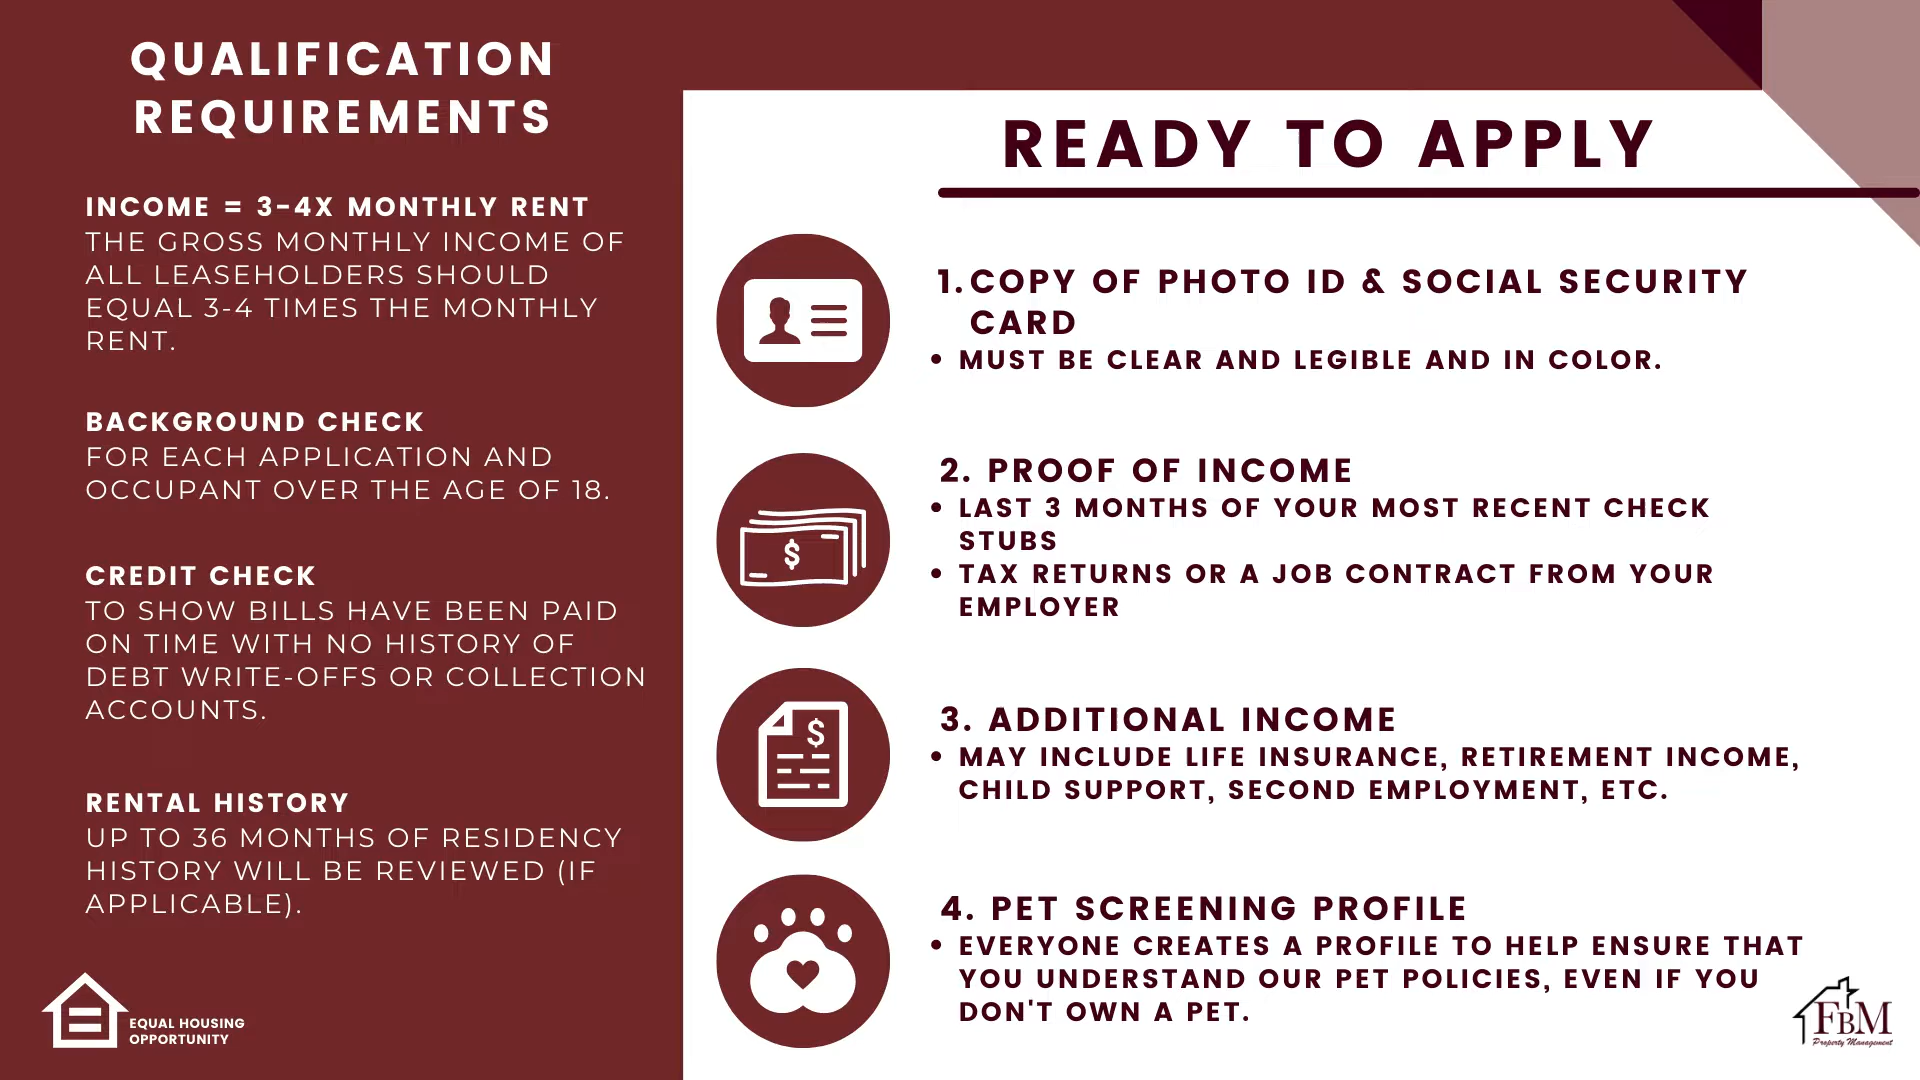 QUALIFICATION
REQUIREMENTS
INCOME = 3-4X MONTHLY RENT
THE GROSS MONTHLY INCOME OF
ALL LEASEHOLDERS SHOULD
EQUAL 3-4 TIMES THE MONTHLY
RENT.
BACKGROUND CHECK
FOR EACH APPLICATION AND
OCCUPANT OVER THE AGE OF 18.
CREDIT CHECK
TO SHOW BILLS HAVE BEEN PAID
ON TIME WITH NO HISTORY OF
DEBT WRITE-OFFS OR COLLECTION
ACCOUNTS.
RENTAL HISTORY
UP TO 36 MONTHS OF RESIDENCY
HISTORY WILL BE REVIEWED (IF
APPLICABLE).
EQUAL HOUSING
OPPORTUNITY
READY TO APPLY
1. COPY OF PHOTO ID & SOCIAL SECURITY
CARD
• MUST BE CLEAR AND LEGIBLE AND IN COLOR.
2. PROOF OF INCOME
• LAST 3 MONTHS OF YOUR MOST RECENT CHECK
STUBS
• TAX RETURNS OR A JOB CONTRACT FROM YOUR
EMPLOYER
$
3. ADDITIONAL INCOME
• MAY INCLUDE LIFE INSURANCE, RETIREMENT INCOME,
CHILD SUPPORT, SECOND EMPLOYMENT, ETC.
$
4. PET SCREENING PROFILE
• EVERYONE CREATES A PROFILE TO HELP ENSURE THAT
YOU UNDERSTAND OUR PET POLICIES, EVEN IF YOU
DON'T OWN A PET.
FBM
Property Management